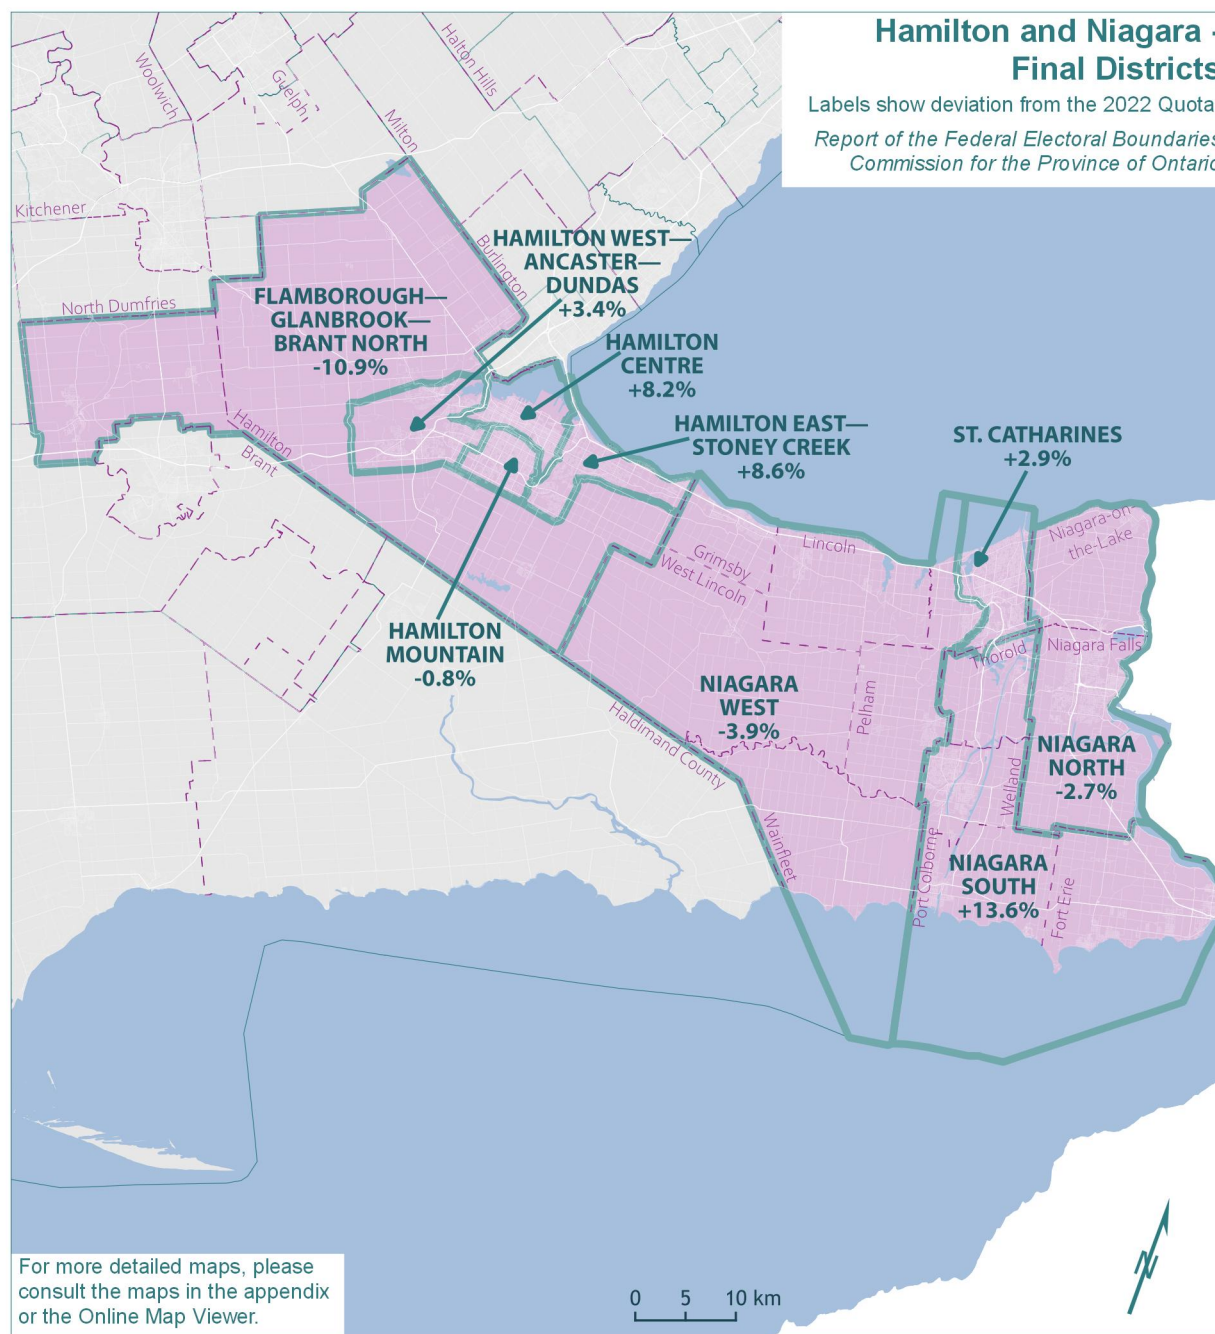 Hamilton and Niagara -
Final Districts
Labels show deviation from the 2022 Quota
Report of the Federal Electoral Boundaries
Commission for the Province of Ontario
Woolwich
Guelph
Halton Hills
Milton
Kitchener
Burlington
North Dumfries
HAMILTON WEST—
ANCASTER—
DUNDAS
+3.4%
FLAMBOROUGH—
GLANBROOK—
BRANT NORTH
-10.9%
HAMILTON
CENTRE
+8.2%
HAMILTON EAST—
STONEY CREEK
+8.6%
ST. CATHARINES
+2.9%
Hamilton
Brant
Niagara-on
the-Lake
Lincoln
Grimsby
West Lincoln
HAMILTON
MOUNTAIN
-0.8%
Thorold
Niagara Falls
NIAGARA
WEST
-3.9%
Pelham
Haldimand County
NIAGARA
NORTH
-2.7%
Welland
Wainfleet
Port Colborne
NIAGARA
SOUTH
+13.6%
Fort Erie
For more detailed maps, please
consult the maps in the appendix
or the Online Map Viewer.
0 5 10 km
N